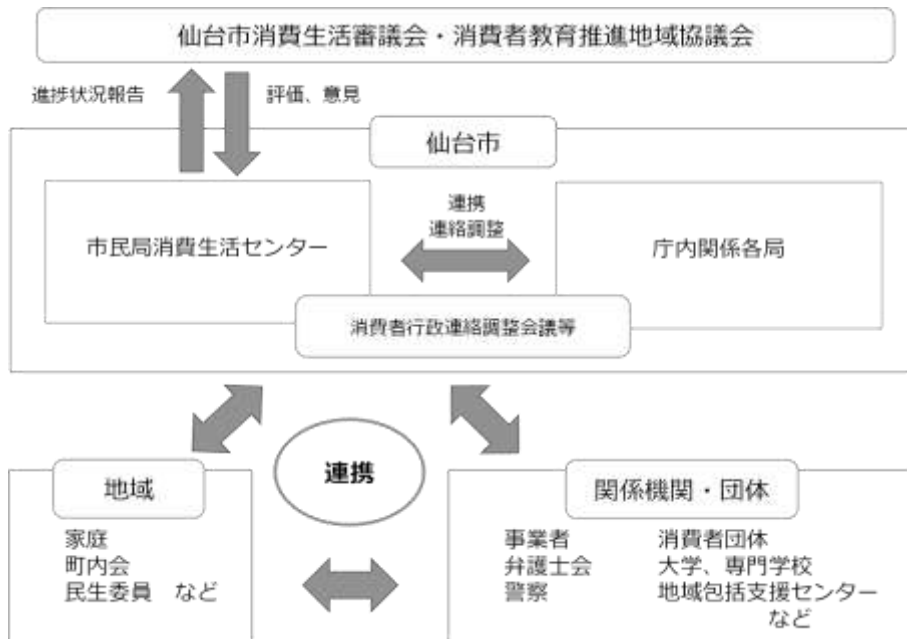 仙台市消費生活審議会・消費者教育推進地域協議会
進捗状況報告
評価、意見
仙台市
市民局消費生活センター
連携
連絡調整
庁内関係各局
消費者行政連絡調整会議等
連携
地域
家庭
町内会
民生委員 など
関係機関・団体
事業者 消費者団体
弁護士会 大学、専門学校
警察 地域包括支援センター
など